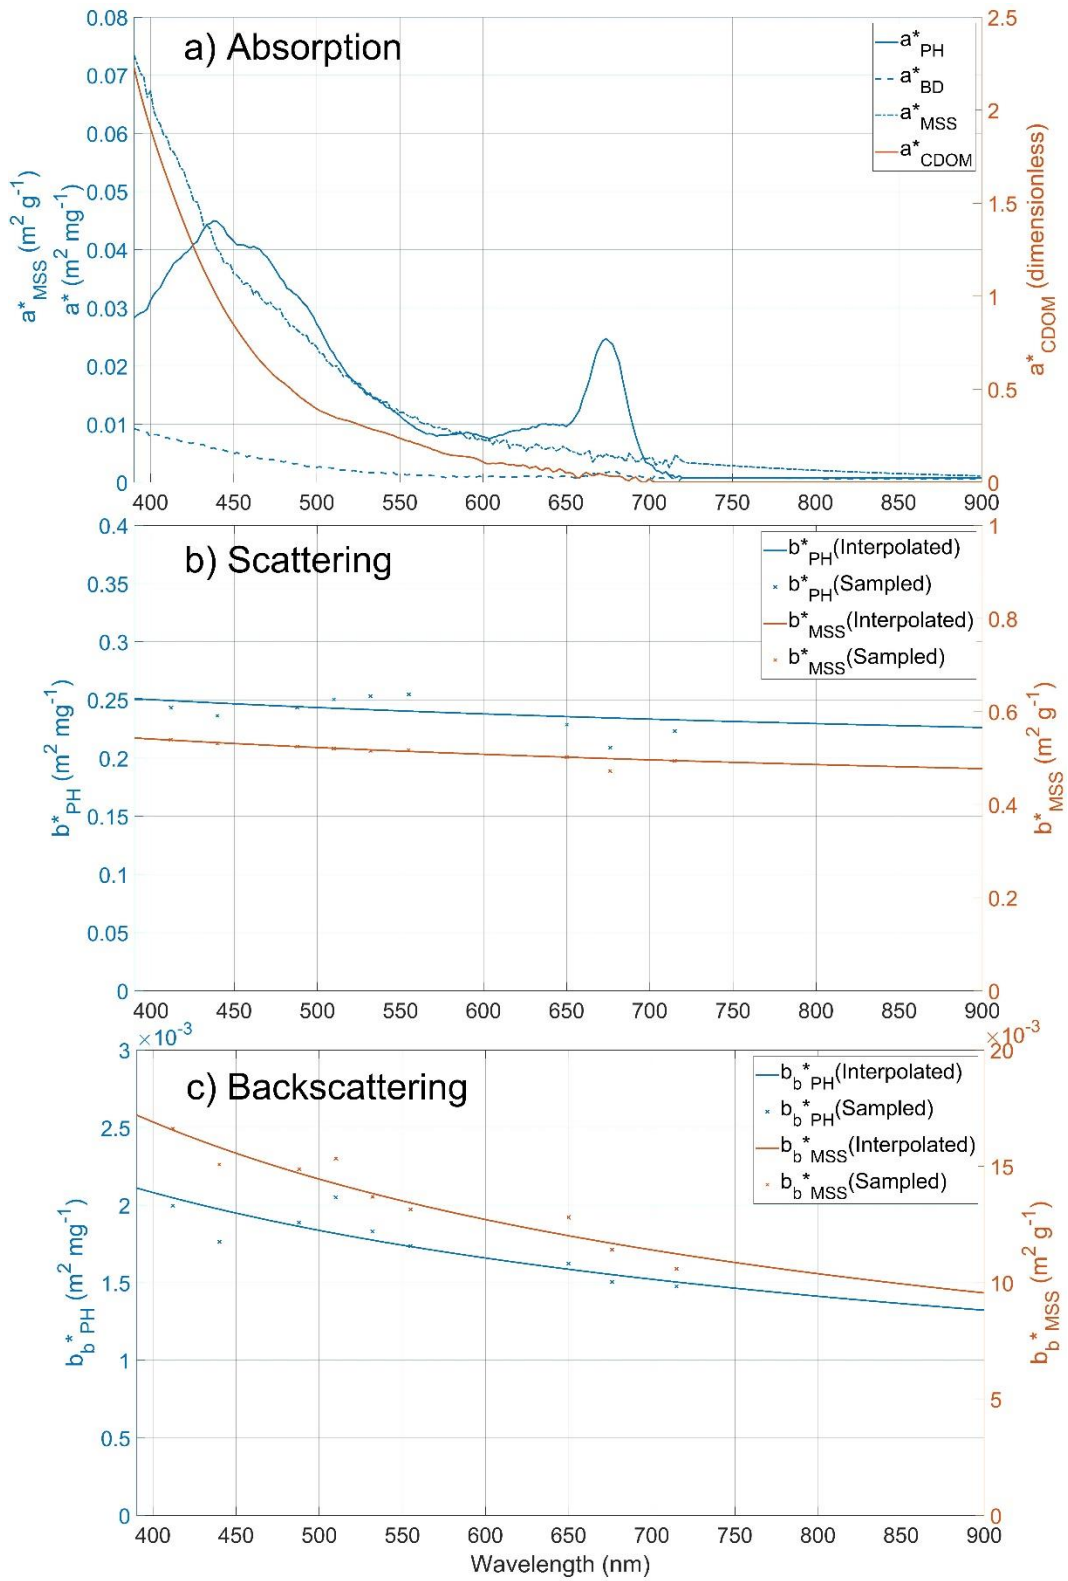 a) Absorption
0.08
0.07
0.06
0.05
0.04
0.03
0.02
0.01
0
a*MSS (m² g⁻¹)
a* (m² mg⁻¹)
2.5
2
1.5
1
0.5
0
a*CDOM (dimensionless)
a*PH
a*BD
a*MSS
a*CDOM
400 450 500 550 600 650 700 750 800 850 900
b) Scattering
0.4
0.35
0.3
0.25
0.2
0.15
0.1
0.05
0
b*PH (m² mg⁻¹)
1
0.8
0.6
0.4
0.2
0
b*MSS (m² g⁻¹)
b*PH(Interpolated)
b*PH(Sampled)
b*MSS(Interpolated)
b*MSS(Sampled)
400 450 500 550 600 650 700 750 800 850 900
c) Backscattering
×10⁻³
3
2.5
2
1.5
1
0.5
0
bb*PH (m² mg⁻¹)
×10⁻³
20
15
10
5
0
bb*MSS (m² g⁻¹)
bb*PH(Interpolated)
bb*PH(Sampled)
bb*MSS(Interpolated)
bb*MSS(Sampled)
400 450 500 550 600 650 700 750 800 850 900
Wavelength (nm)